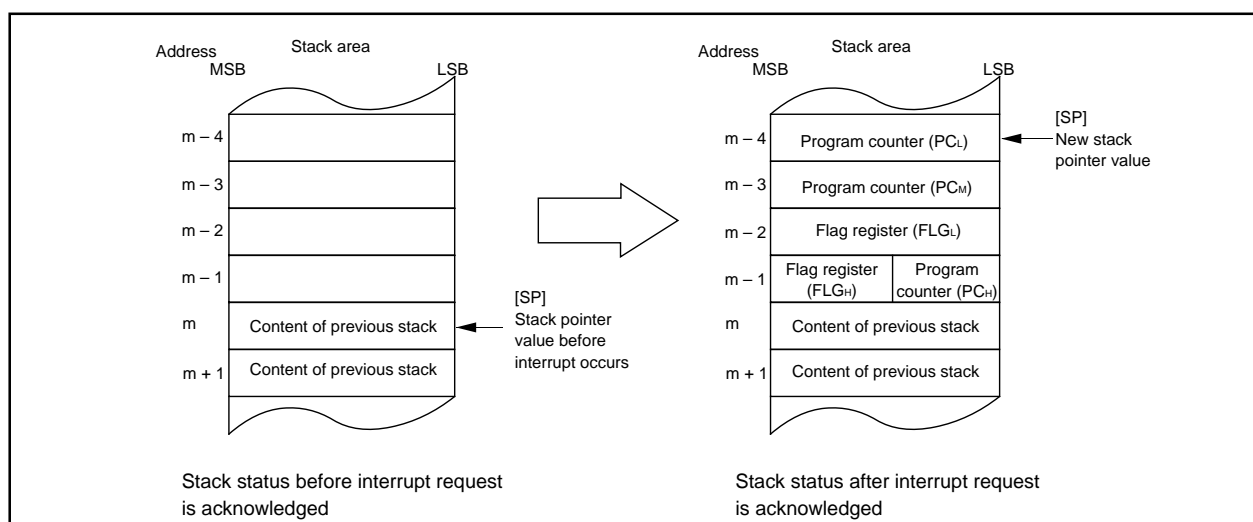 Stack area
Address
MSB
LSB
m – 4
m – 3
m – 2
m – 1
m
Content of previous stack
m + 1
Content of previous stack
[SP]
Stack pointer
value before
interrupt occurs
Stack status before interrupt request
is acknowledged
Stack area
Address
MSB
LSB
m – 4
Program counter (PCL)
m – 3
Program counter (PCM)
m – 2
Flag register (FLGL)
m – 1
Flag register
(FLGH)
Program
counter (PCH)
m
Content of previous stack
m + 1
Content of previous stack
[SP]
New stack
pointer value
Stack status after interrupt request
is acknowledged